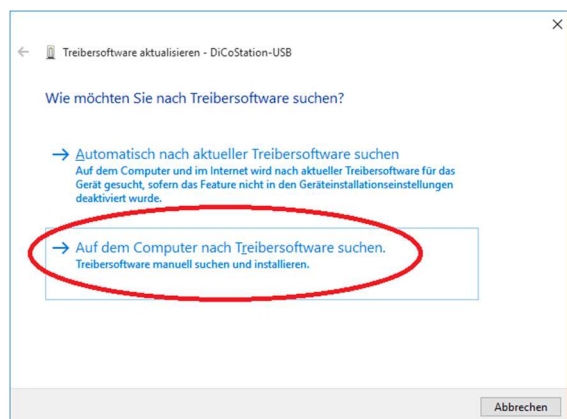 Treibersoftware aktualisieren - DiCoStation-USB
Wie möchten Sie nach Treibersoftware suchen?
Automatisch nach aktueller Treibersoftware suchen
Auf dem Computer und im Internet wird nach aktueller Treibersoftware für das
Gerät gesucht, sofern das Feature nicht in den Geräteinstallationseinstellungen
deaktiviert wurde.
Auf dem Computer nach Treibersoftware suchen.
Treibersoftware manuell suchen und installieren.
Abbrechen